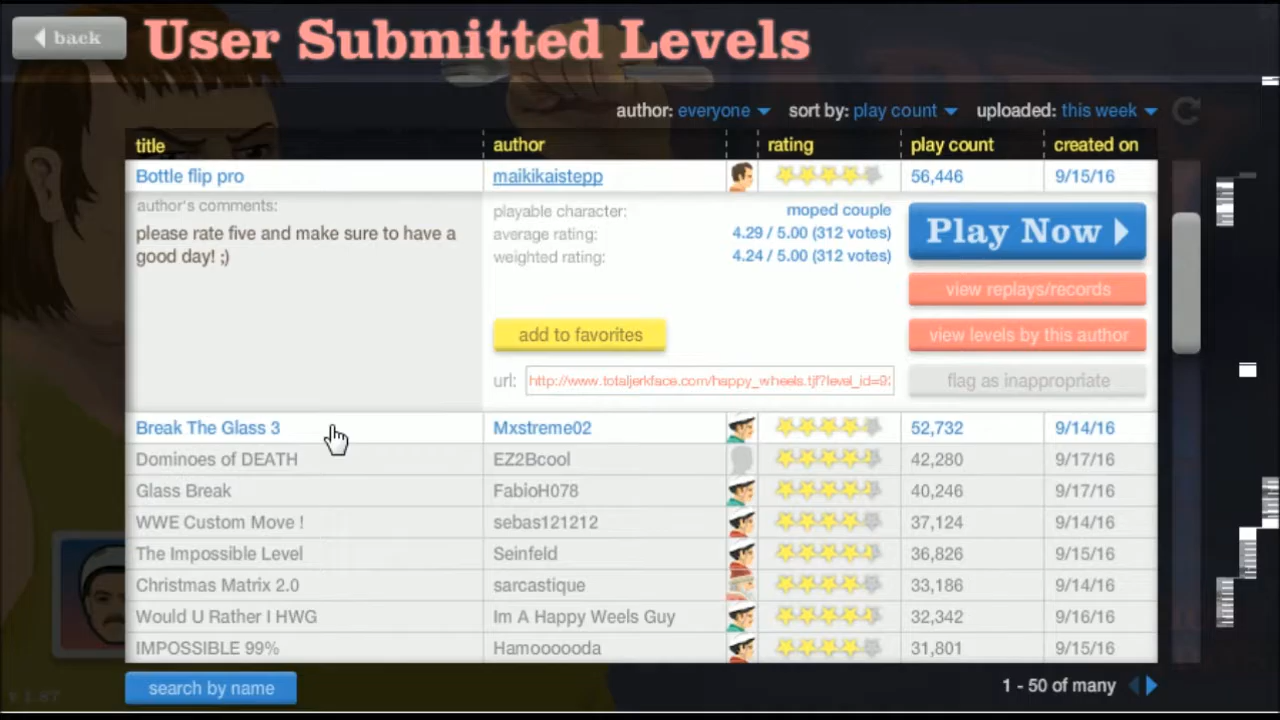 back
User Submitted Levels
author: everyone sort by: play count uploaded: this week
title author rating play count created on
Bottle flip pro maikikaistepp 56,446 9/15/16
author's comments:
please rate five and make sure to have a
good day! ;)
playable character: moped couple
average rating: 4.29 / 5.00 (312 votes)
weighted rating: 4.24 / 5.00 (312 votes)
add to favorites
url: http://www.totaljerkface.com/happy_wheels.tjf?level_id=9
Play Now
view replays/records
view levels by this author
flag as inappropriate
Break The Glass 3 Mxstreme02 52,732 9/14/16
Dominoes of DEATH EZ2Bcool 42,280 9/17/16
Glass Break FabioH078 40,246 9/17/16
WWE Custom Move ! sebas121212 37,124 9/14/16
The Impossible Level Seinfeld 36,826 9/15/16
Christmas Matrix 2.0 sarcastique 33,186 9/14/16
Would U Rather I HWG Im A Happy Weels Guy 32,342 9/16/16
IMPOSSIBLE 99% Hamoooooda 31,801 9/15/16
search by name
1 - 50 of many
v 1.87